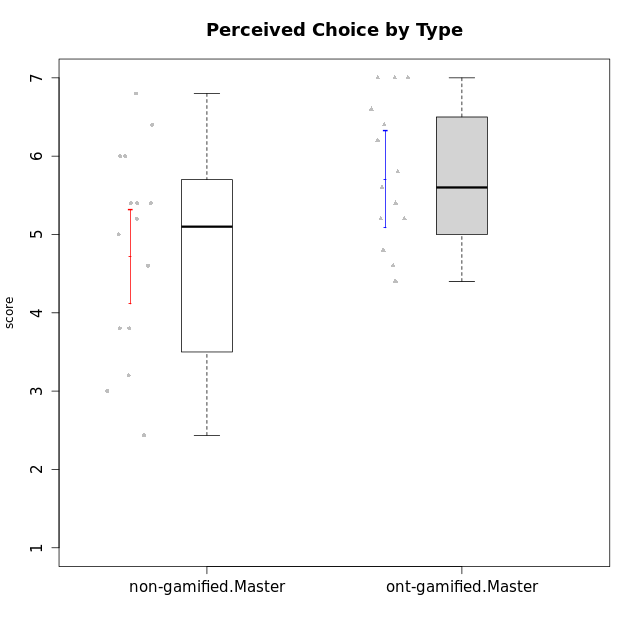 Perceived Choice by Type
7
6
5
4
3
2
1
score
non-gamified.Master
ont-gamified.Master